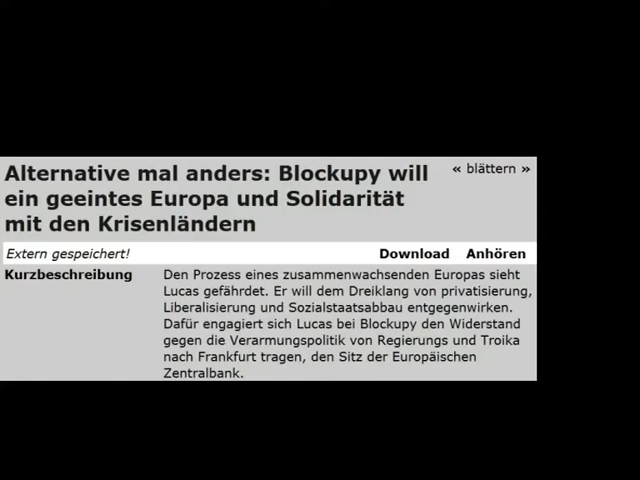 Alternative mal anders: Blockupy will
« blättern »
ein geeintes Europa und Solidarität
mit den Krisenländern
Extern gespeichert!
Download Anhören
Kurzbeschreibung
Den Prozess eines zusammenwachsenden Europas sieht
Lucas gefährdet. Er will dem Dreiklang von privatisierung,
Liberalisierung und Sozialstaatsabbau entgegenwirken.
Dafür engagiert sich Lucas bei Blockupy den Widerstand
gegen die Verarmungspolitik von Regierungs und Troika
nach Frankfurt tragen, den Sitz der Europäischen
Zentralbank.